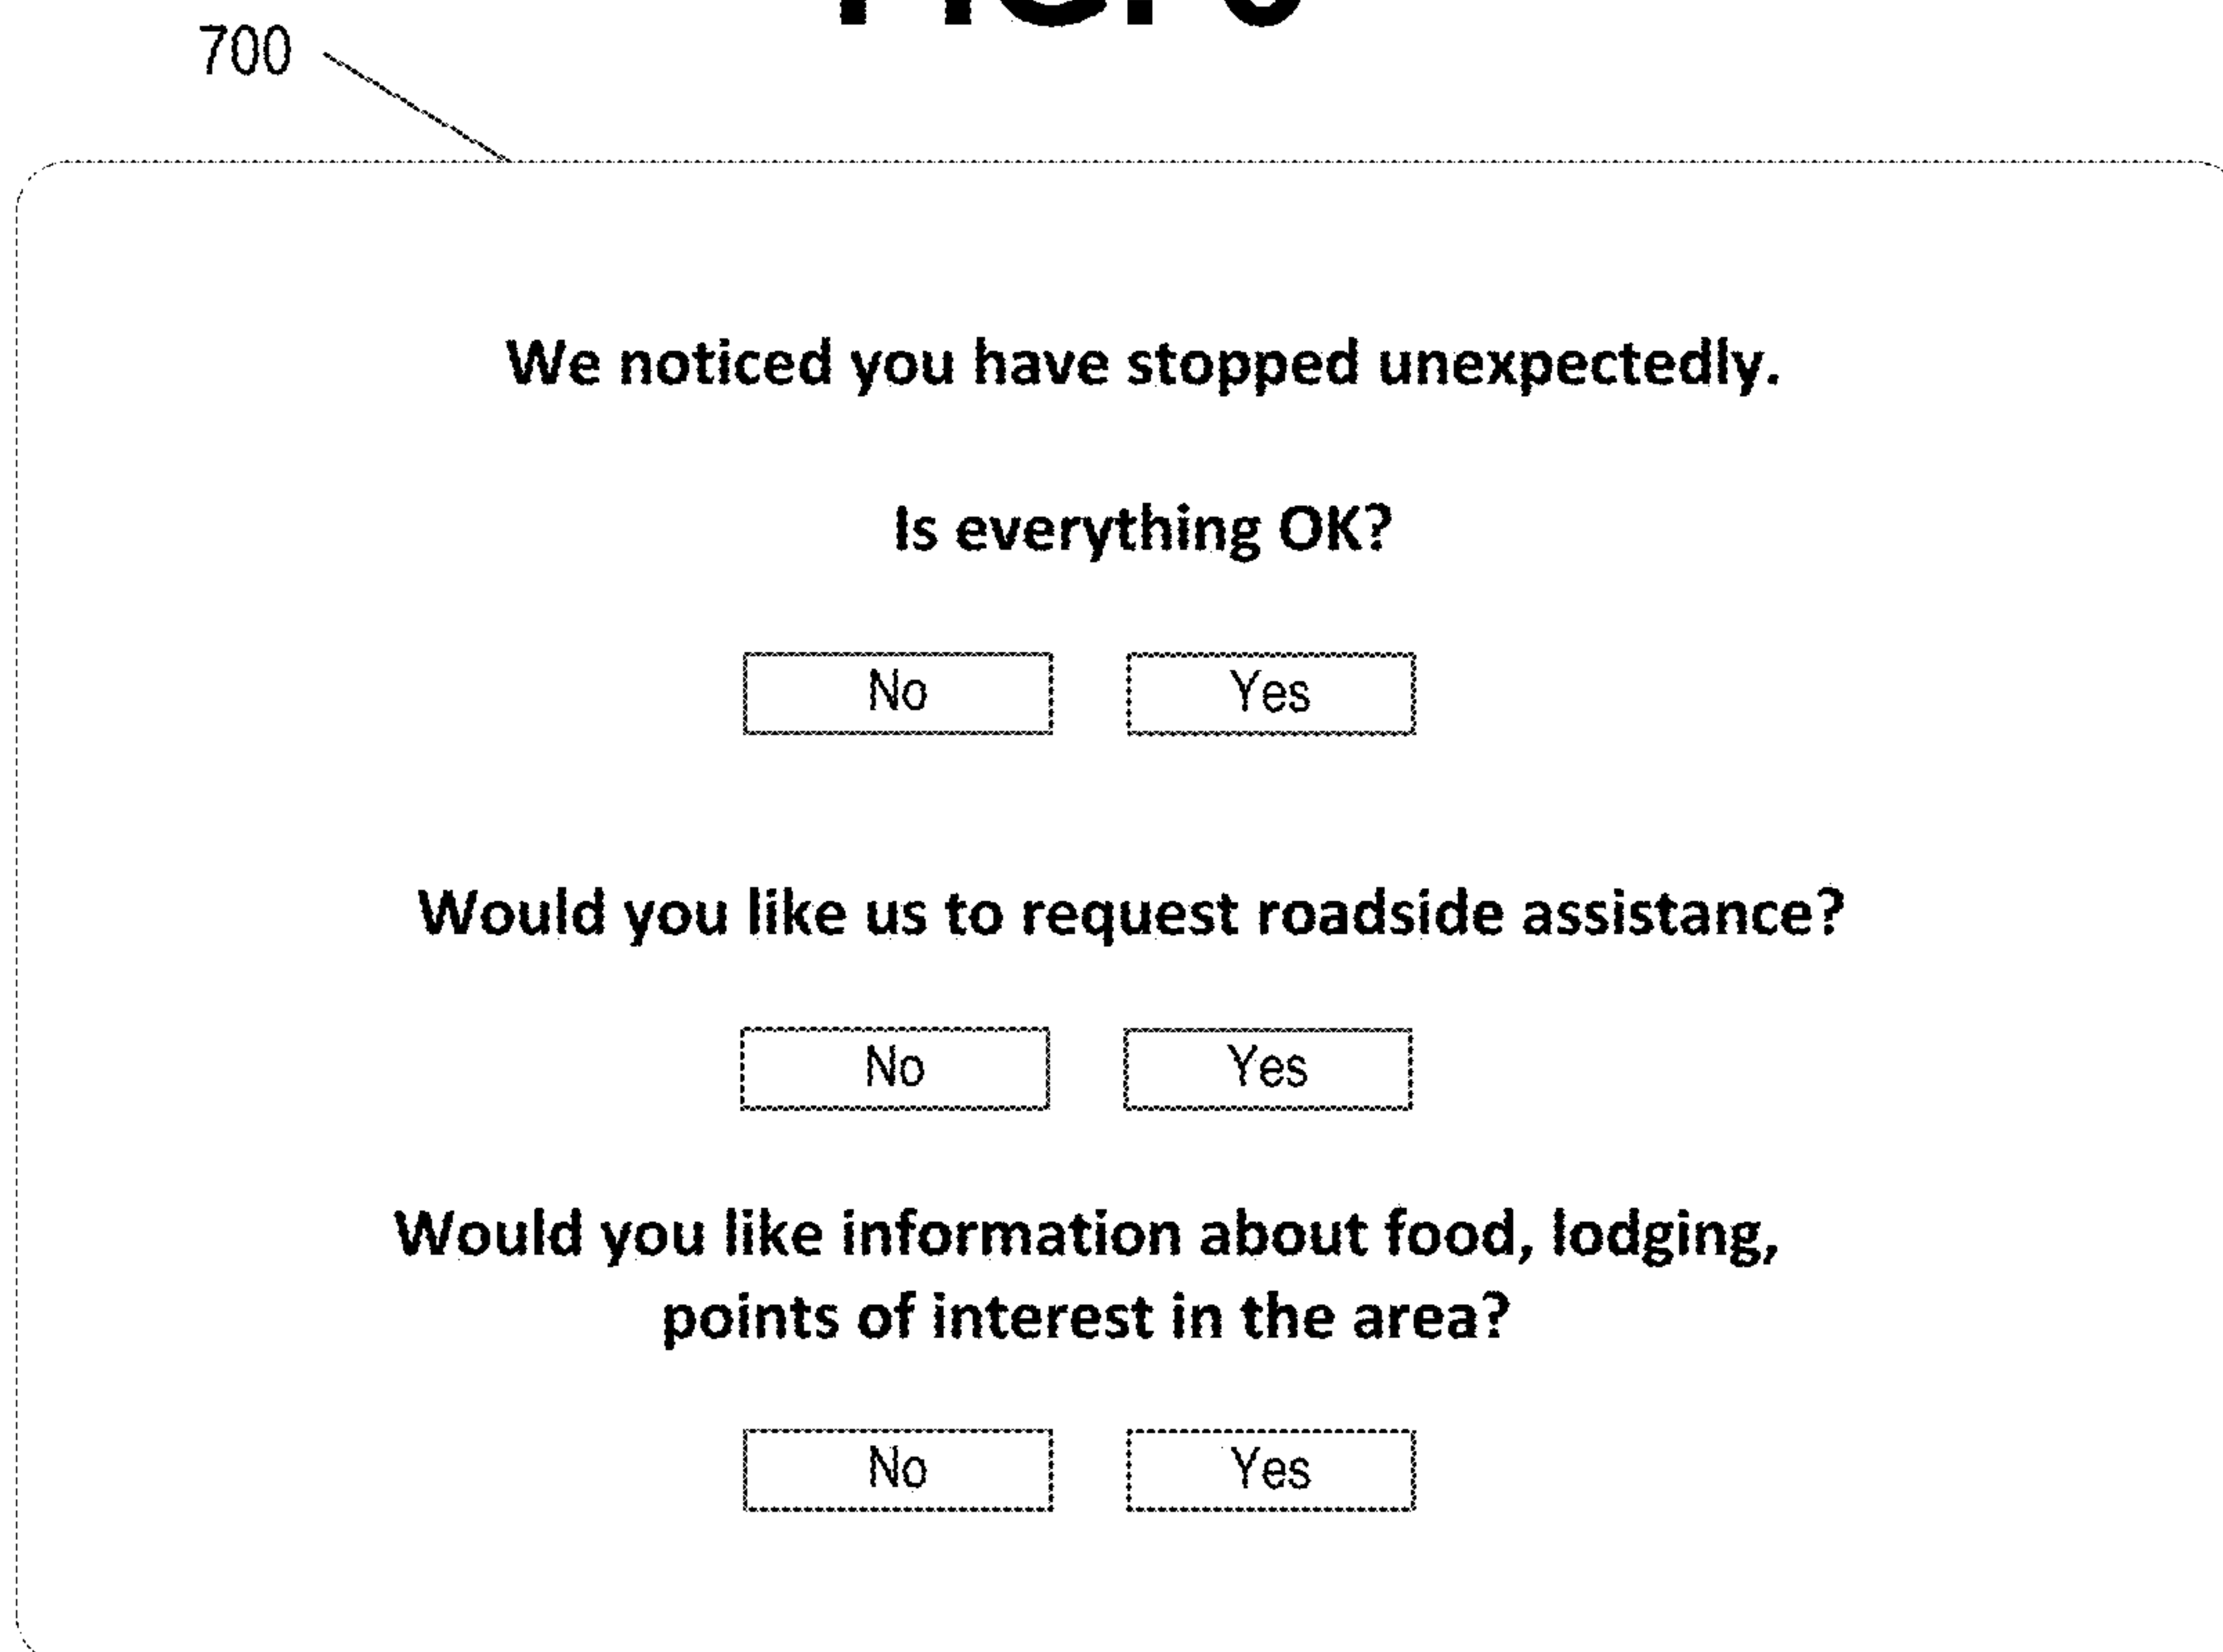 700
We noticed you have stopped unexpectedly.
Is everything OK?
No Yes
Would you like us to request roadside assistance?
No Yes
Would you like information about food, lodging,
points of interest in the area?
No Yes